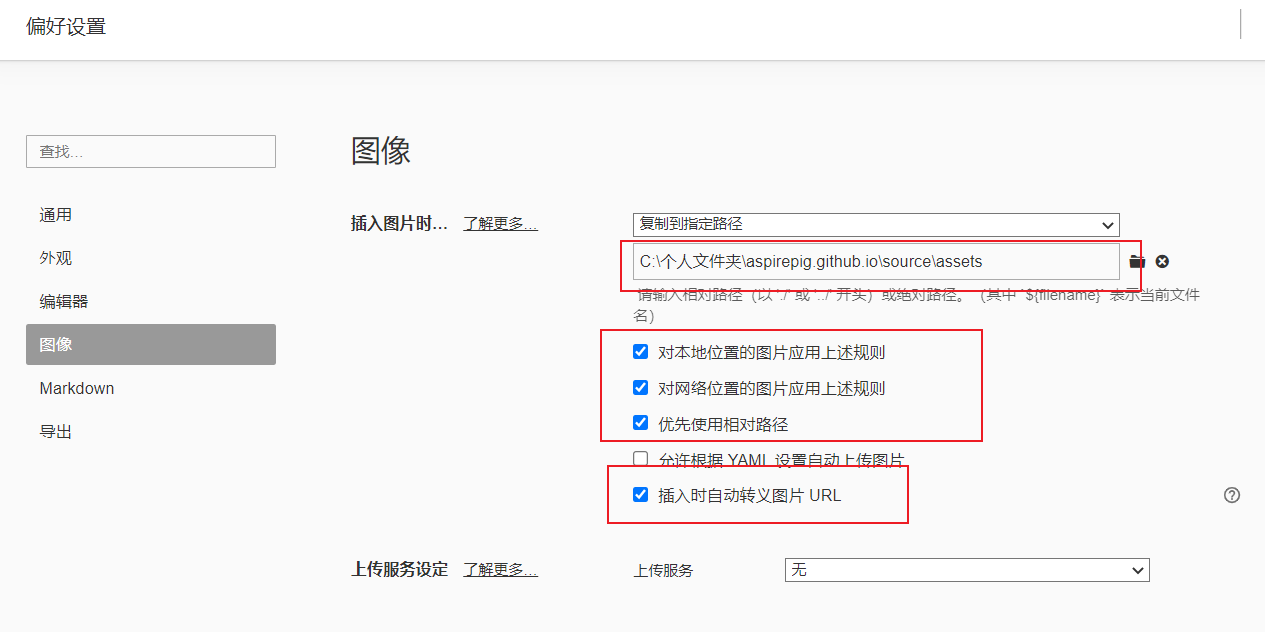 偏好设置
查找...
通用
外观
编辑器
图像
Markdown
导出
图像
插入图片时... 了解更多... 复制到指定路径
C:\个人文件夹\aspirepig.github.io\source\assets
请输入相对路径（以 './' 或 '../' 开头）或绝对路径。 （其中 `${filename}` 表示当前文件
名）
对本地位置的图片应用上述规则
对网络位置的图片应用上述规则
优先使用相对路径
允许根据 YAML 设置自动上传图片
插入时自动转义图片 URL
上传服务设定 了解更多... 上传服务 无